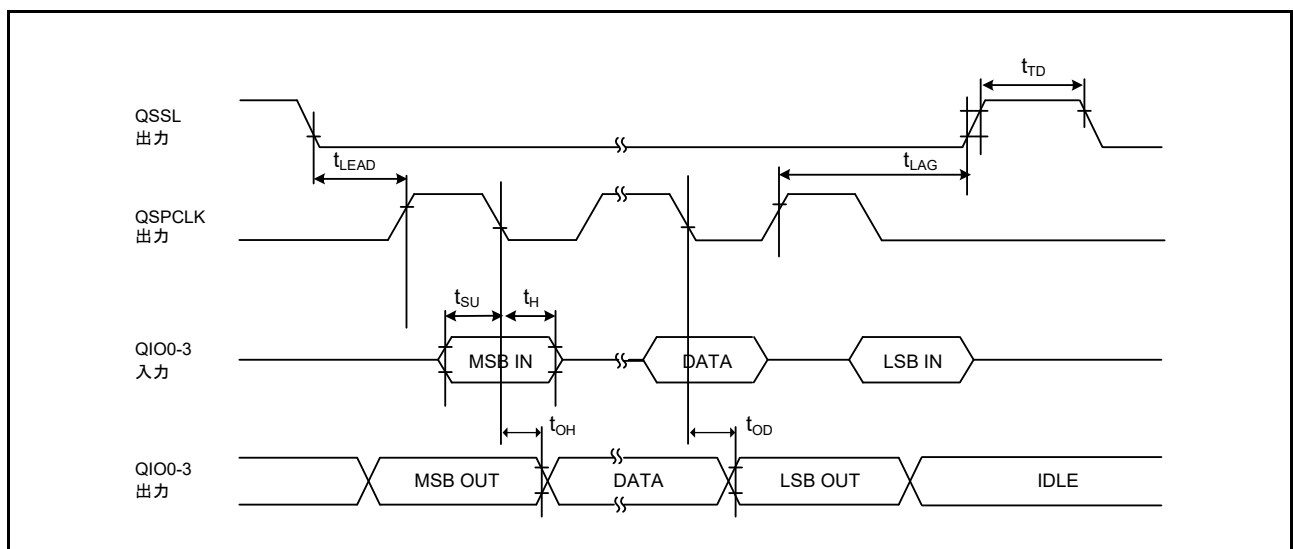 QSSL
出力
tTD
tLEAD
tLAG
QSPCLK
出力
tSU
tH
QIO0-3
入力
MSB IN
DATA
LSB IN
tOH
tOD
QIO0-3
出力
MSB OUT
DATA
LSB OUT
IDLE